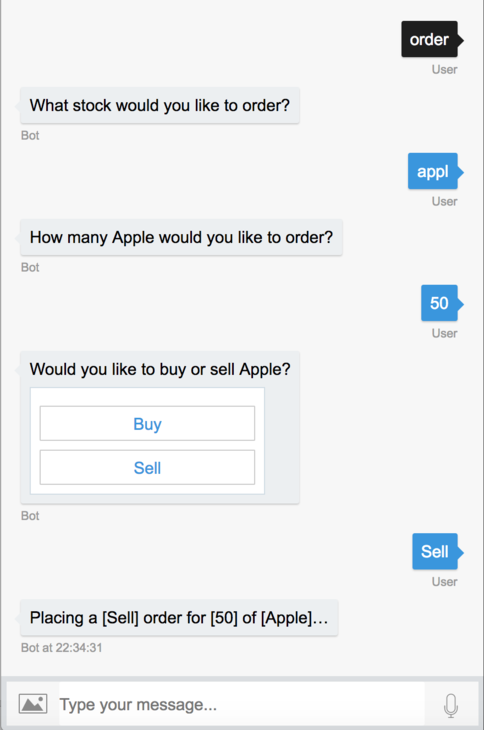 order
User
What stock would you like to order?
Bot
appl
User
How many Apple would you like to order?
Bot
50
User
Would you like to buy or sell Apple?
Buy
Sell
Bot
Sell
User
Placing a [Sell] order for [50] of [Apple]...
Bot at 22:34:31
Type your message...